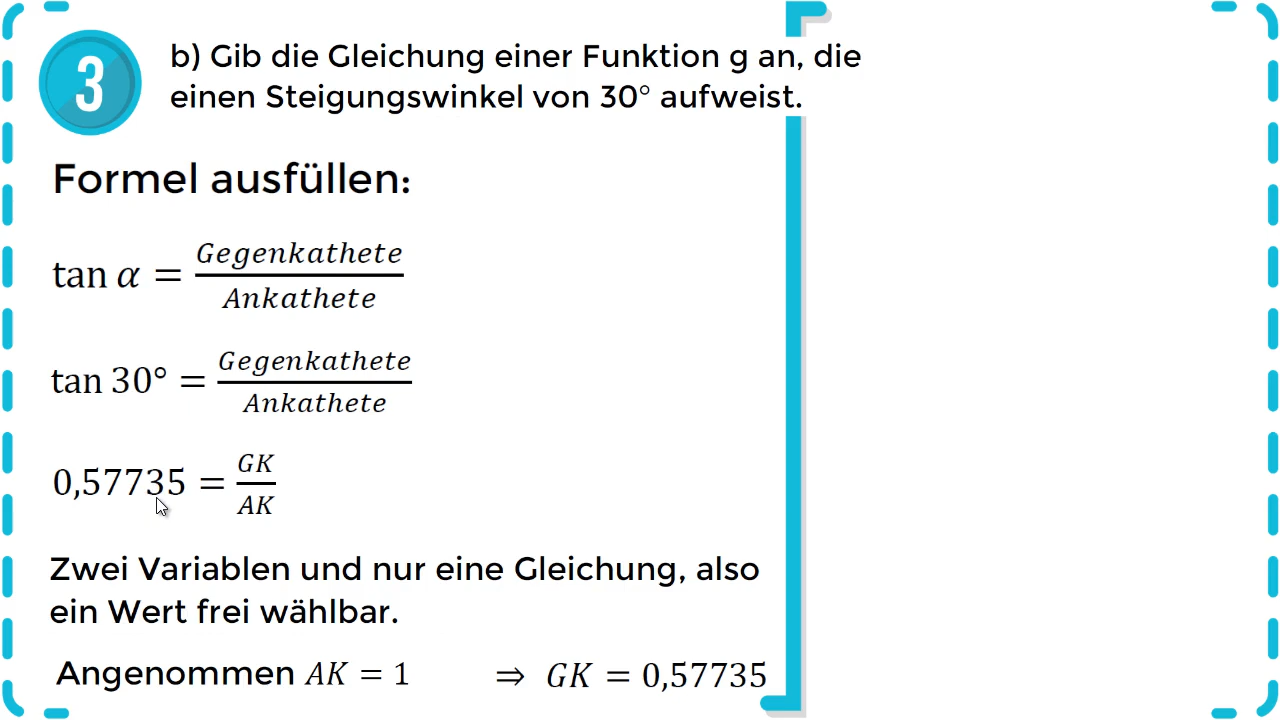 3
b) Gib die Gleichung einer Funktion g an, die
einen Steigungswinkel von 30° aufweist.
Formel ausfüllen:
tan α = Gegenkathete / Ankathete
tan 30° = Gegenkathete / Ankathete
0,57735 = GK / AK
Zwei Variablen und nur eine Gleichung, also
ein Wert frei wählbar.
Angenommen AK = 1 ⇒ GK = 0,57735